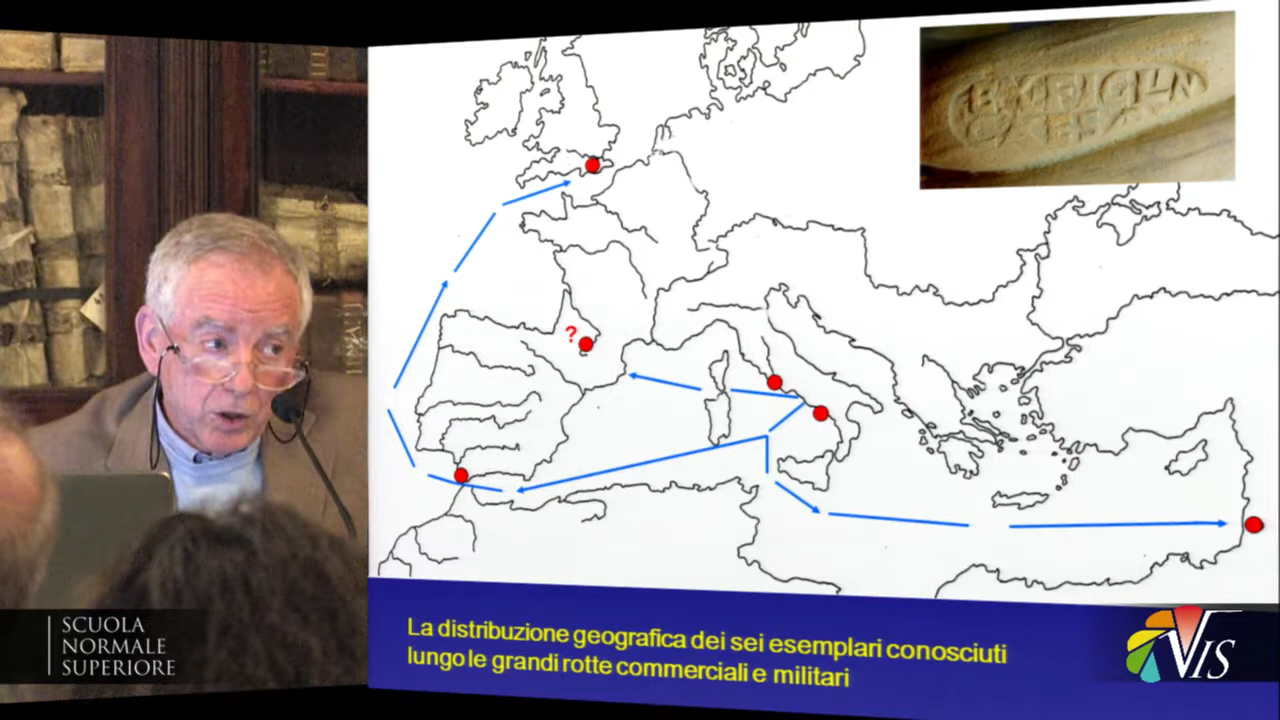 ?
La distribuzione geografica dei sei esemplari conosciuti
lungo le grandi rotte commerciali e militari
SCUOLA
NORMALE
SUPERIORE
VIS